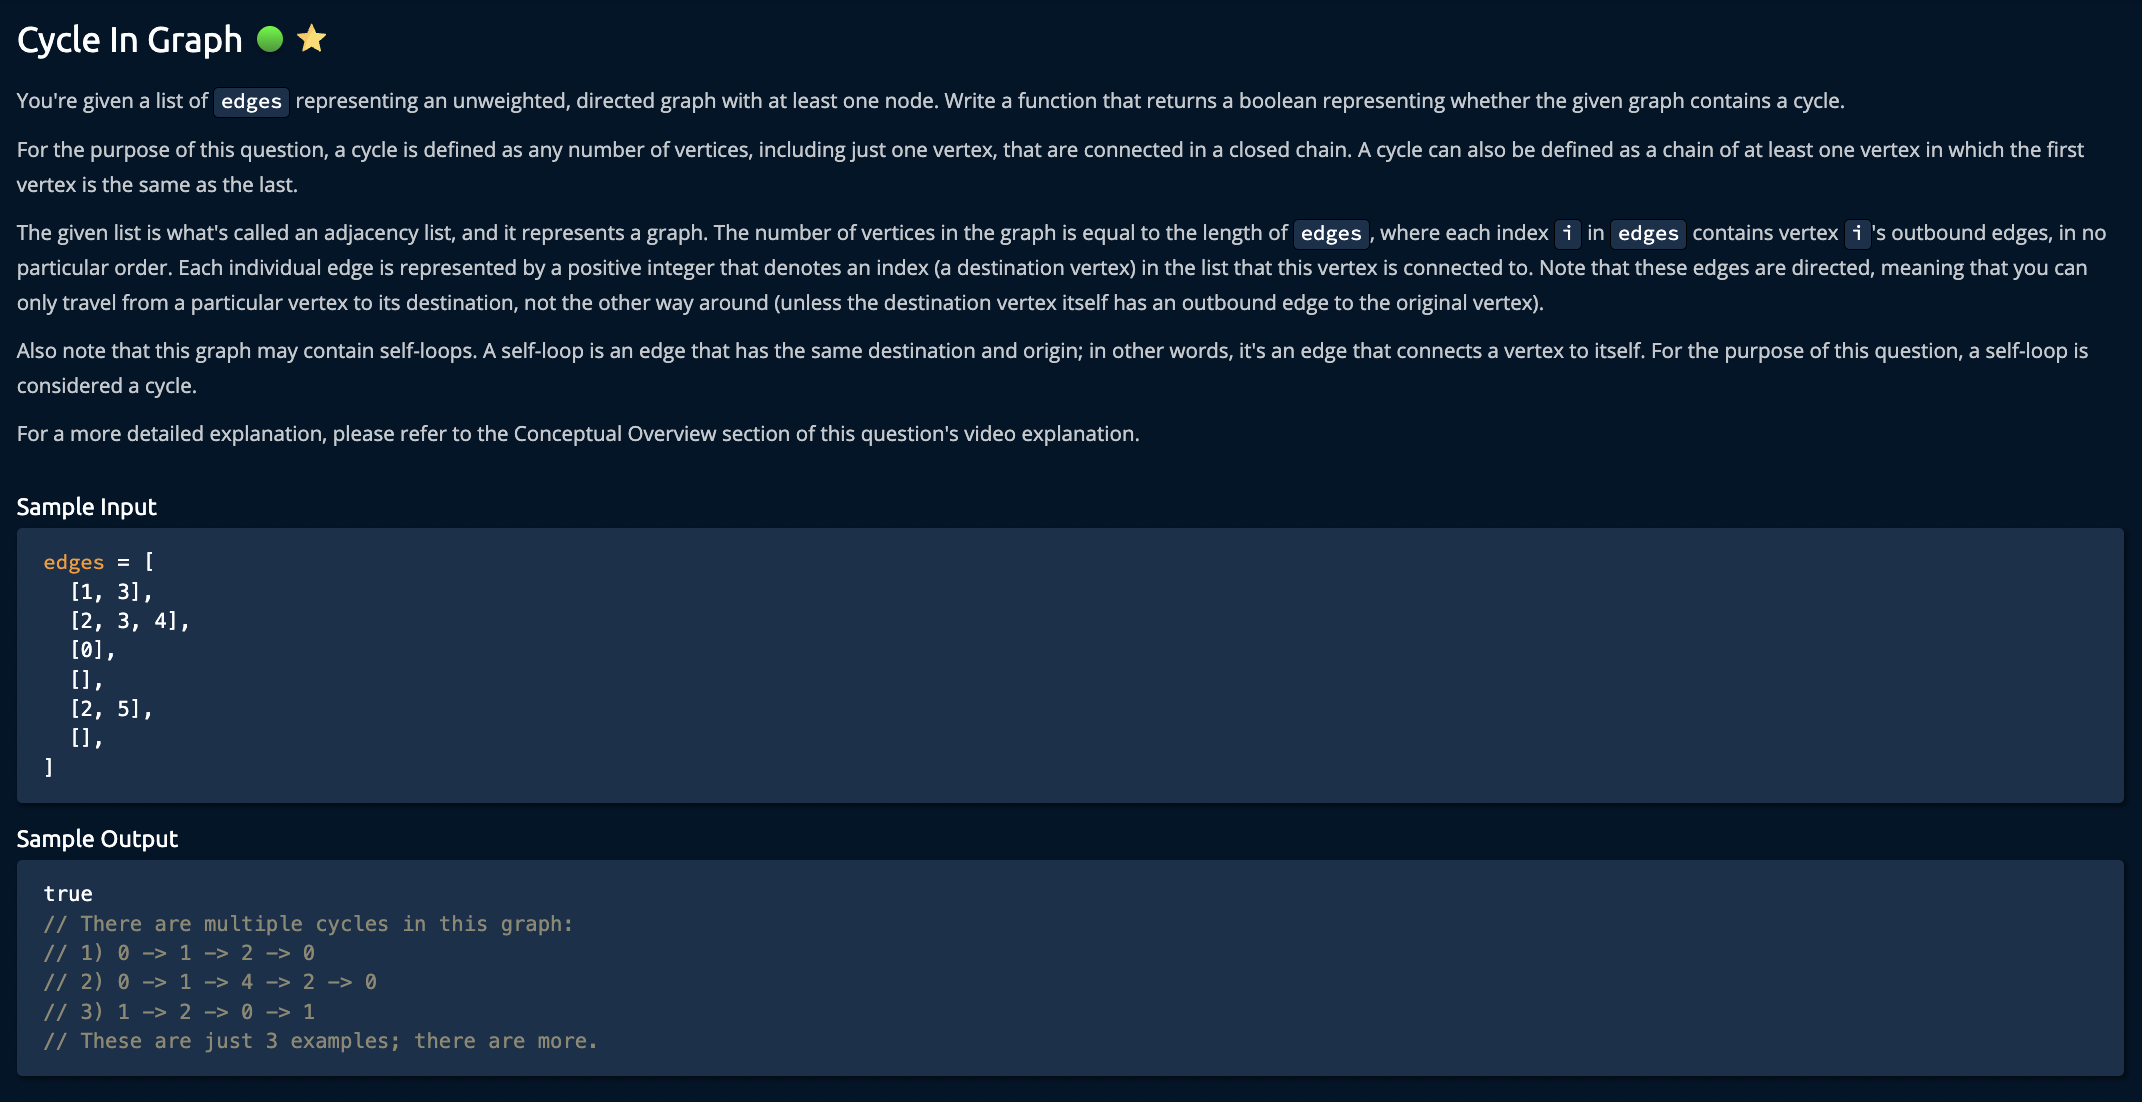 Cycle In Graph
You're given a list of edges representing an unweighted, directed graph with at least one node. Write a function that returns a boolean representing whether the given graph contains a cycle.
For the purpose of this question, a cycle is defined as any number of vertices, including just one vertex, that are connected in a closed chain. A cycle can also be defined as a chain of at least one vertex in which the first
vertex is the same as the last.
The given list is what's called an adjacency list, and it represents a graph. The number of vertices in the graph is equal to the length of edges, where each index i in edges contains vertex i's outbound edges, in no
particular order. Each individual edge is represented by a positive integer that denotes an index (a destination vertex) in the list that this vertex is connected to. Note that these edges are directed, meaning that you can
only travel from a particular vertex to its destination, not the other way around (unless the destination vertex itself has an outbound edge to the original vertex).
Also note that this graph may contain self-loops. A self-loop is an edge that has the same destination and origin; in other words, it's an edge that connects a vertex to itself. For the purpose of this question, a self-loop is
considered a cycle.
For a more detailed explanation, please refer to the Conceptual Overview section of this question's video explanation.
Sample Input
edges = [
  [1, 3],
  [2, 3, 4],
  [0],
  [],
  [2, 5],
  [],
]
Sample Output
true
// There are multiple cycles in this graph:
// 1) 0 -> 1 -> 2 -> 0
// 2) 0 -> 1 -> 4 -> 2 -> 0
// 3) 1 -> 2 -> 0 -> 1
// These are just 3 examples; there are more.